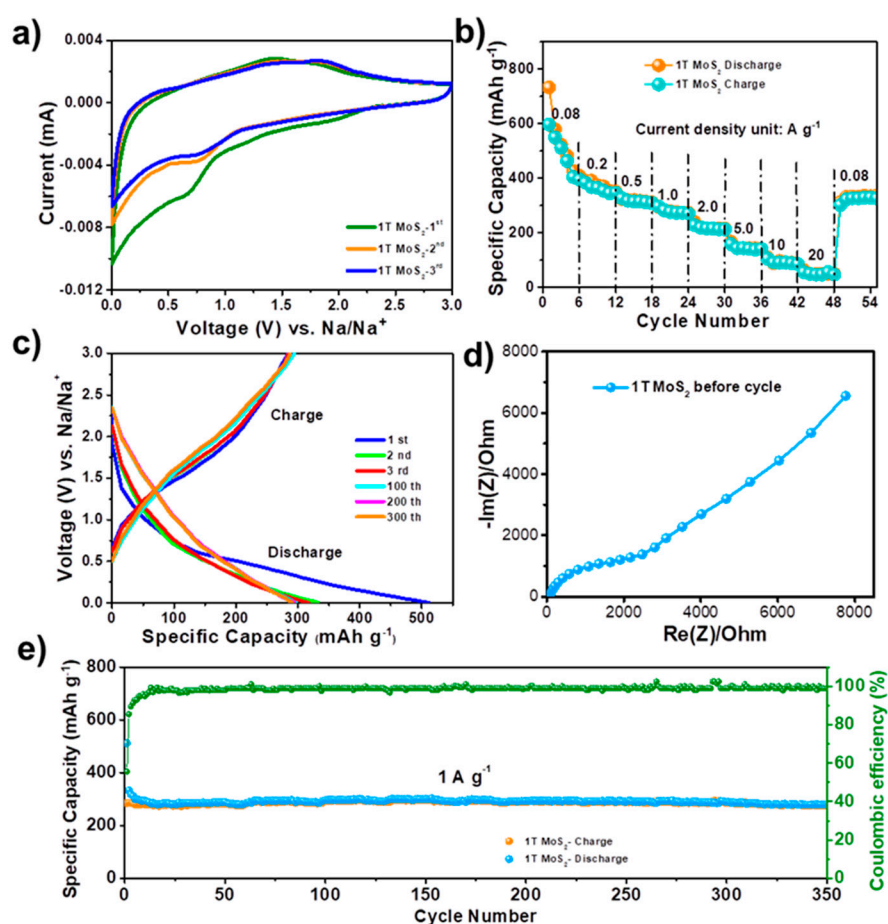 a)
0.004
0.000
-0.004
-0.008
-0.012
Current (mA)
1T MoS₂-1ˢᵗ
1T MoS₂-2ⁿᵈ
1T MoS₂-3ʳᵈ
0.0 0.6 1.2 1.8 2.4 3.0
Voltage (V) vs. Na/Na⁺
b)
Specific Capacity (mAh g⁻¹)
800
600
400
200
0
1T MoS₂ Discharge
1T MoS₂ Charge
Current density unit: A g⁻¹
0.08
0.2
0.5
1.0
2.0
5.0
10
20
0.08
0 6 12 18 24 30 36 42 48 54
Cycle Number
c)
Voltage (V) vs. Na/Na⁺
3.0
2.5
2.0
1.5
1.0
0.5
0.0
Charge
1 st
2 nd
3 rd
100 th
200 th
300 th
Discharge
0 100 200 300 400 500
Specific Capacity (mAh g⁻¹)
d)
-Im(Z)/Ohm
8000
6000
4000
2000
0
1T MoS₂ before cycle
0 2000 4000 6000 8000
Re(Z)/Ohm
e)
Specific Capacity (mAh g⁻¹)
800
600
400
200
0
1 A g⁻¹
1T MoS₂- Charge
1T MoS₂- Discharge
100
80
60
40
20
0
Coulombic efficiency (%)
0 50 100 150 200 250 300 350
Cycle Number